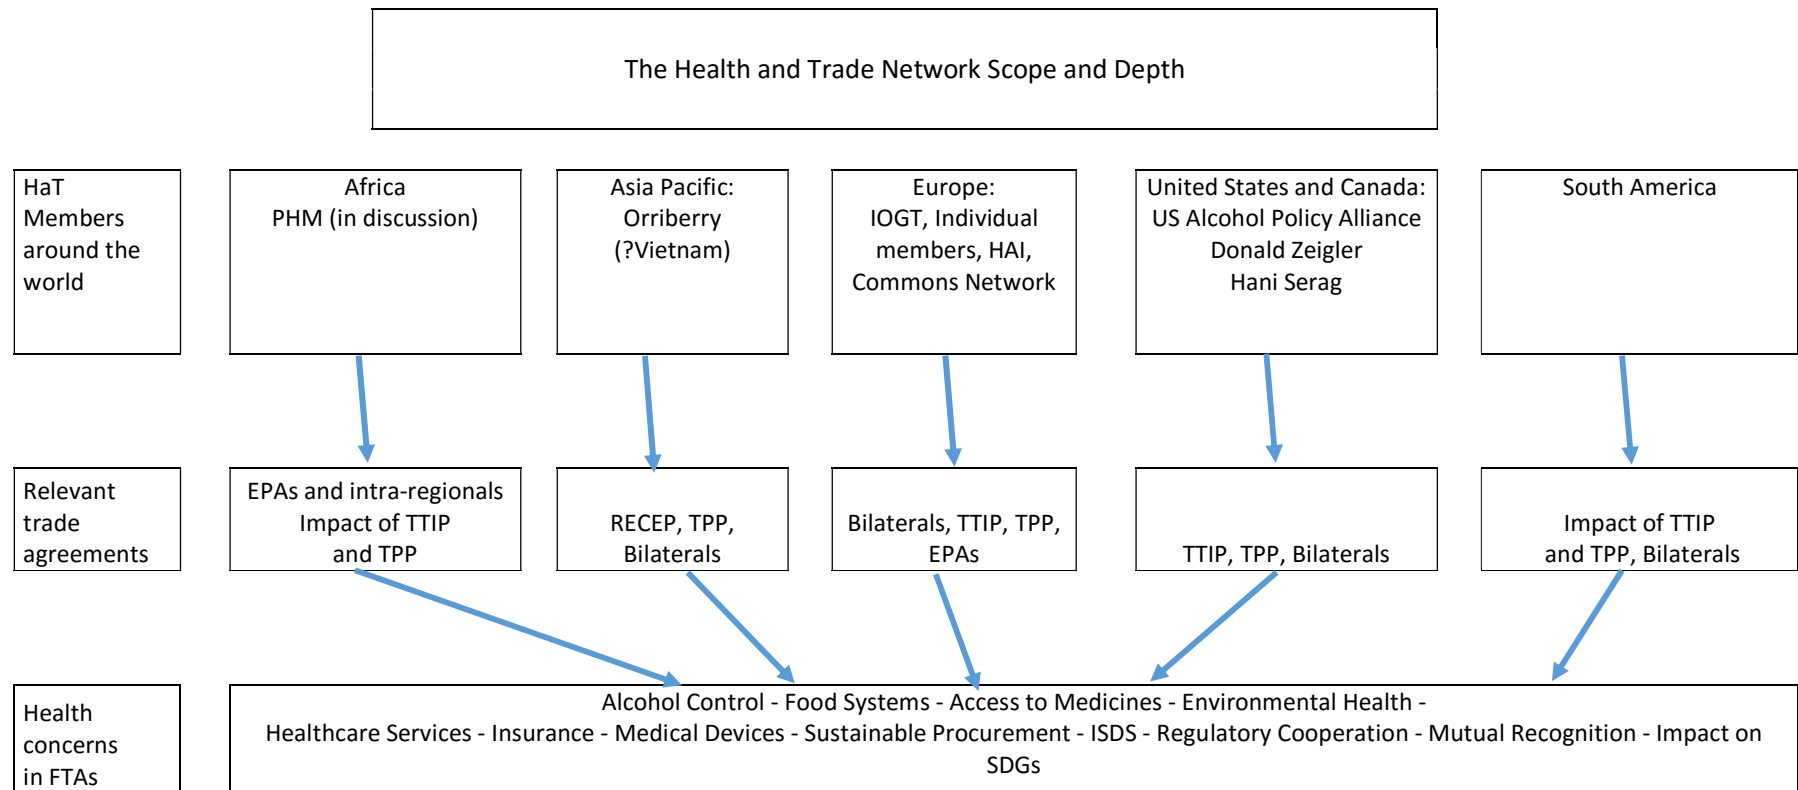 The Health and Trade Network Scope and Depth
HaT
Members
around the
world
Africa
PHM (in discussion)
Asia Pacific:
Orriberry
(?Vietnam)
Europe:
IOGT, Individual
members, HAI,
Commons Network
United States and Canada:
US Alcohol Policy Alliance
Donald Zeigler
Hani Serag
South America
Relevant
trade
agreements
EPAs and intra-regionals
Impact of TTIP
and TPP
RECEP, TPP,
Bilaterals
Bilaterals, TTIP, TPP,
EPAs
TTIP, TPP, Bilaterals
Impact of TTIP
and TPP, Bilaterals
Health
concerns
in FTAs
Alcohol Control - Food Systems - Access to Medicines - Environmental Health -
Healthcare Services - Insurance - Medical Devices - Sustainable Procurement - ISDS - Regulatory Cooperation - Mutual Recognition - Impact on
SDGs